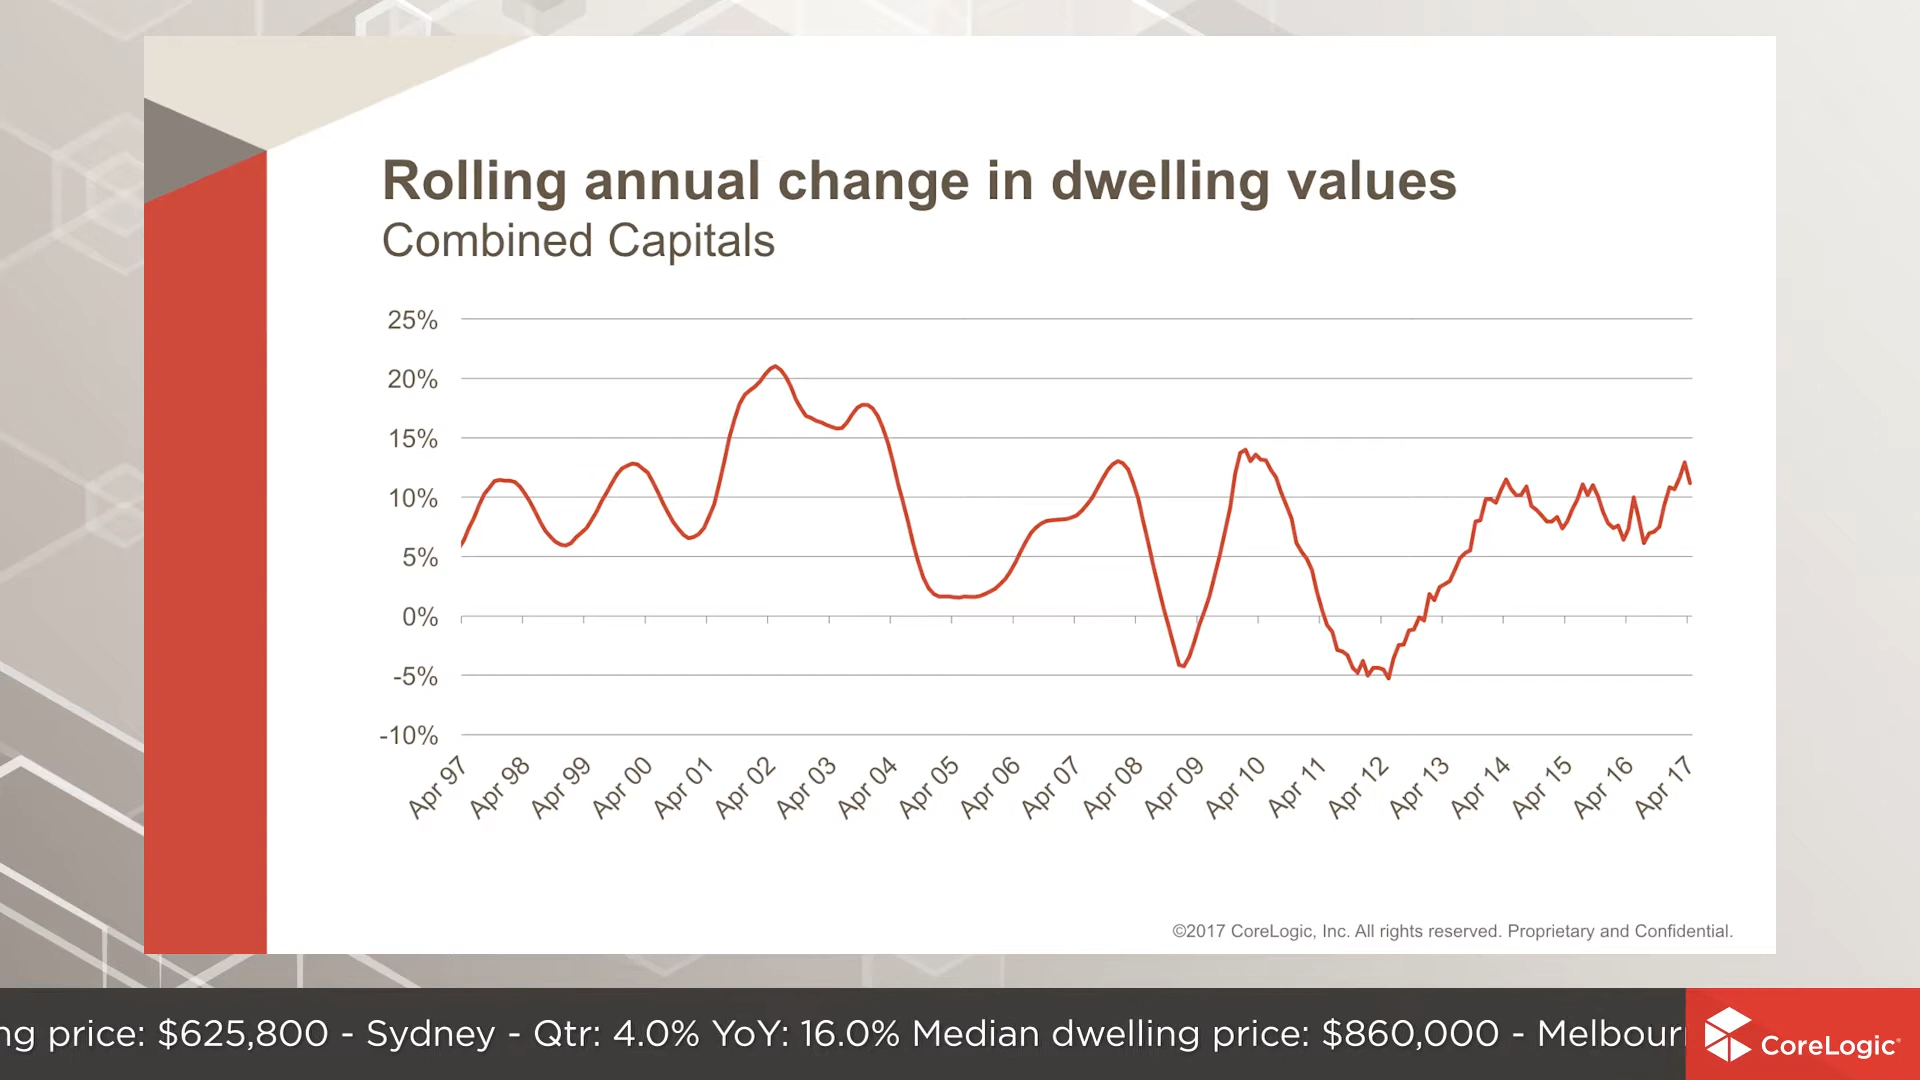 Rolling annual change in dwelling values
Combined Capitals
25%
20%
15%
10%
5%
0%
-5%
-10%
Apr 97
Apr 98
Apr 99
Apr 00
Apr 01
Apr 02
Apr 03
Apr 04
Apr 05
Apr 06
Apr 07
Apr 08
Apr 09
Apr 10
Apr 11
Apr 12
Apr 13
Apr 14
Apr 15
Apr 16
Apr 17
©2017 CoreLogic, Inc. All rights reserved. Proprietary and Confidential.
ng price: $625,800 - Sydney - Qtr: 4.0% YoY: 16.0% Median dwelling price: $860,000 - Melbour
CoreLogic